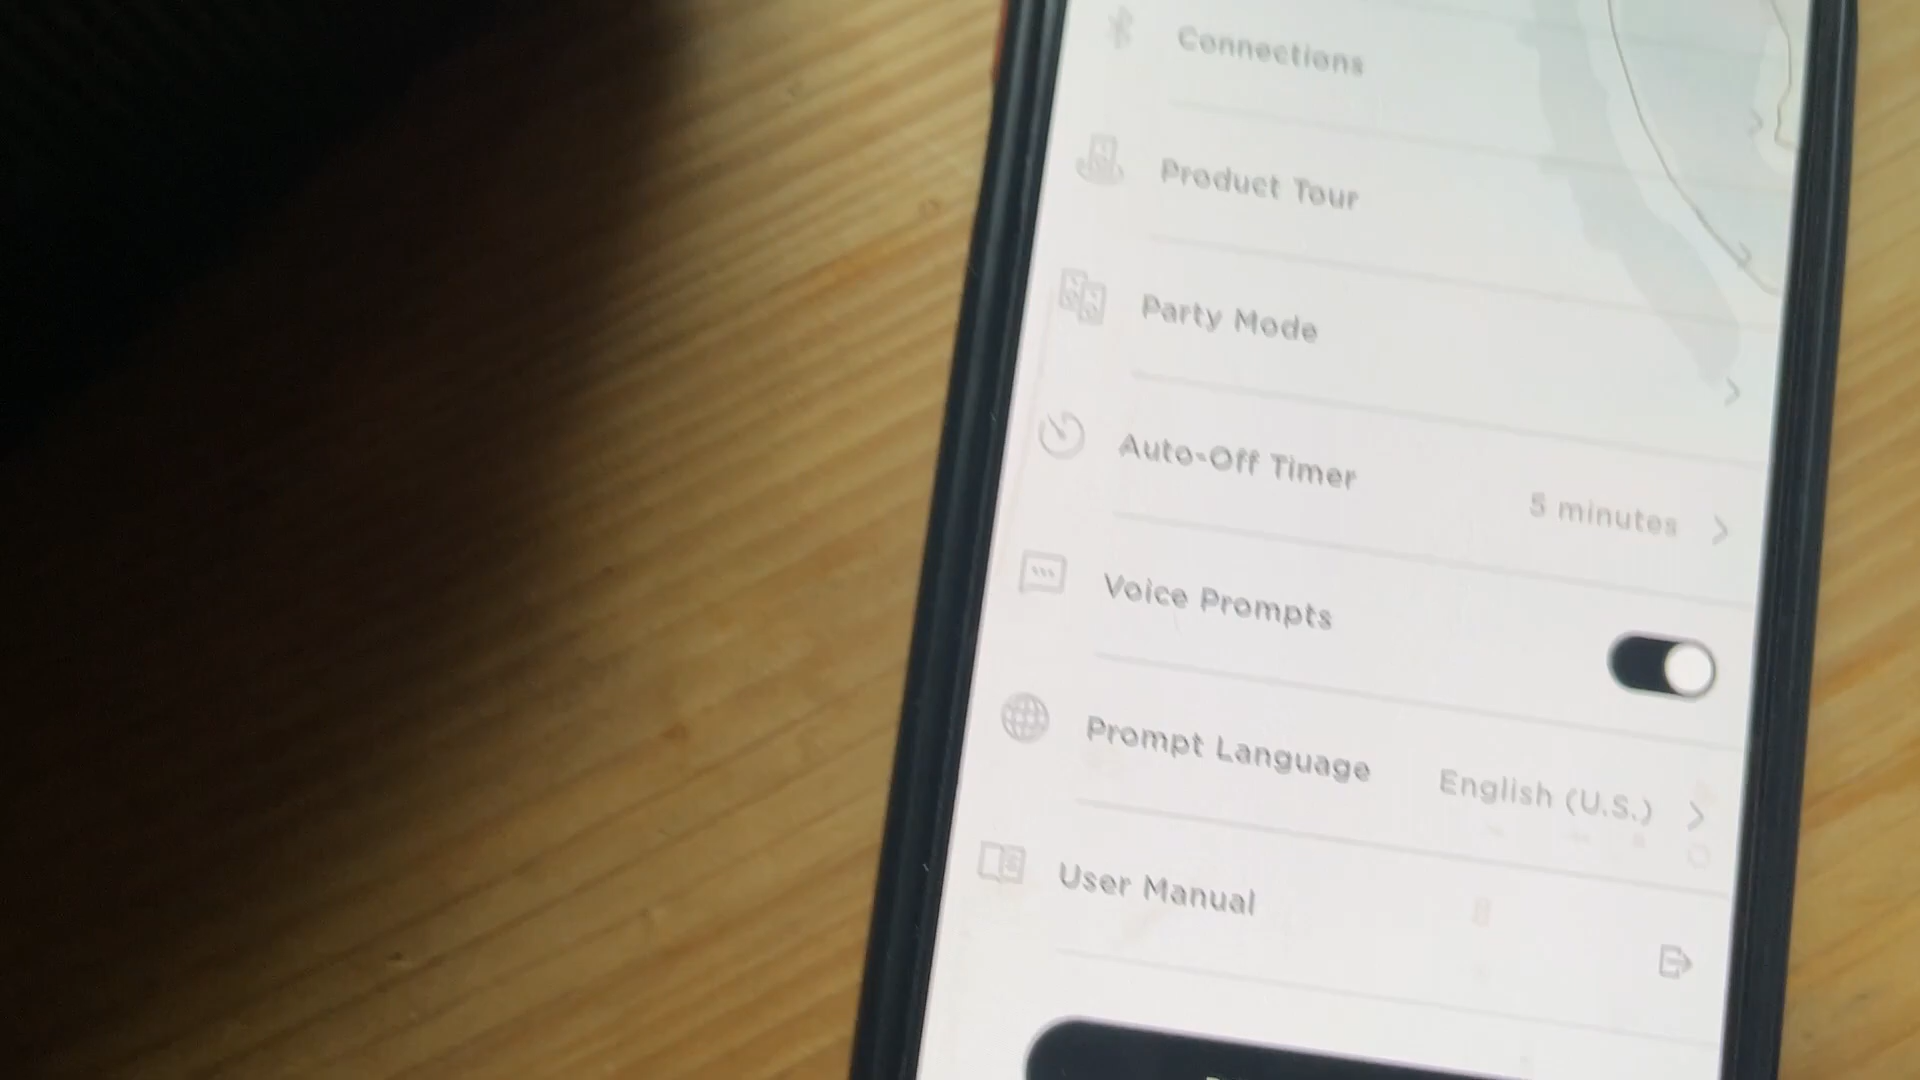 Connections
Product Tour
Party Mode
Auto-Off Timer
5 minutes
Voice Prompts
Prompt Language
English (U.S.)
User Manual